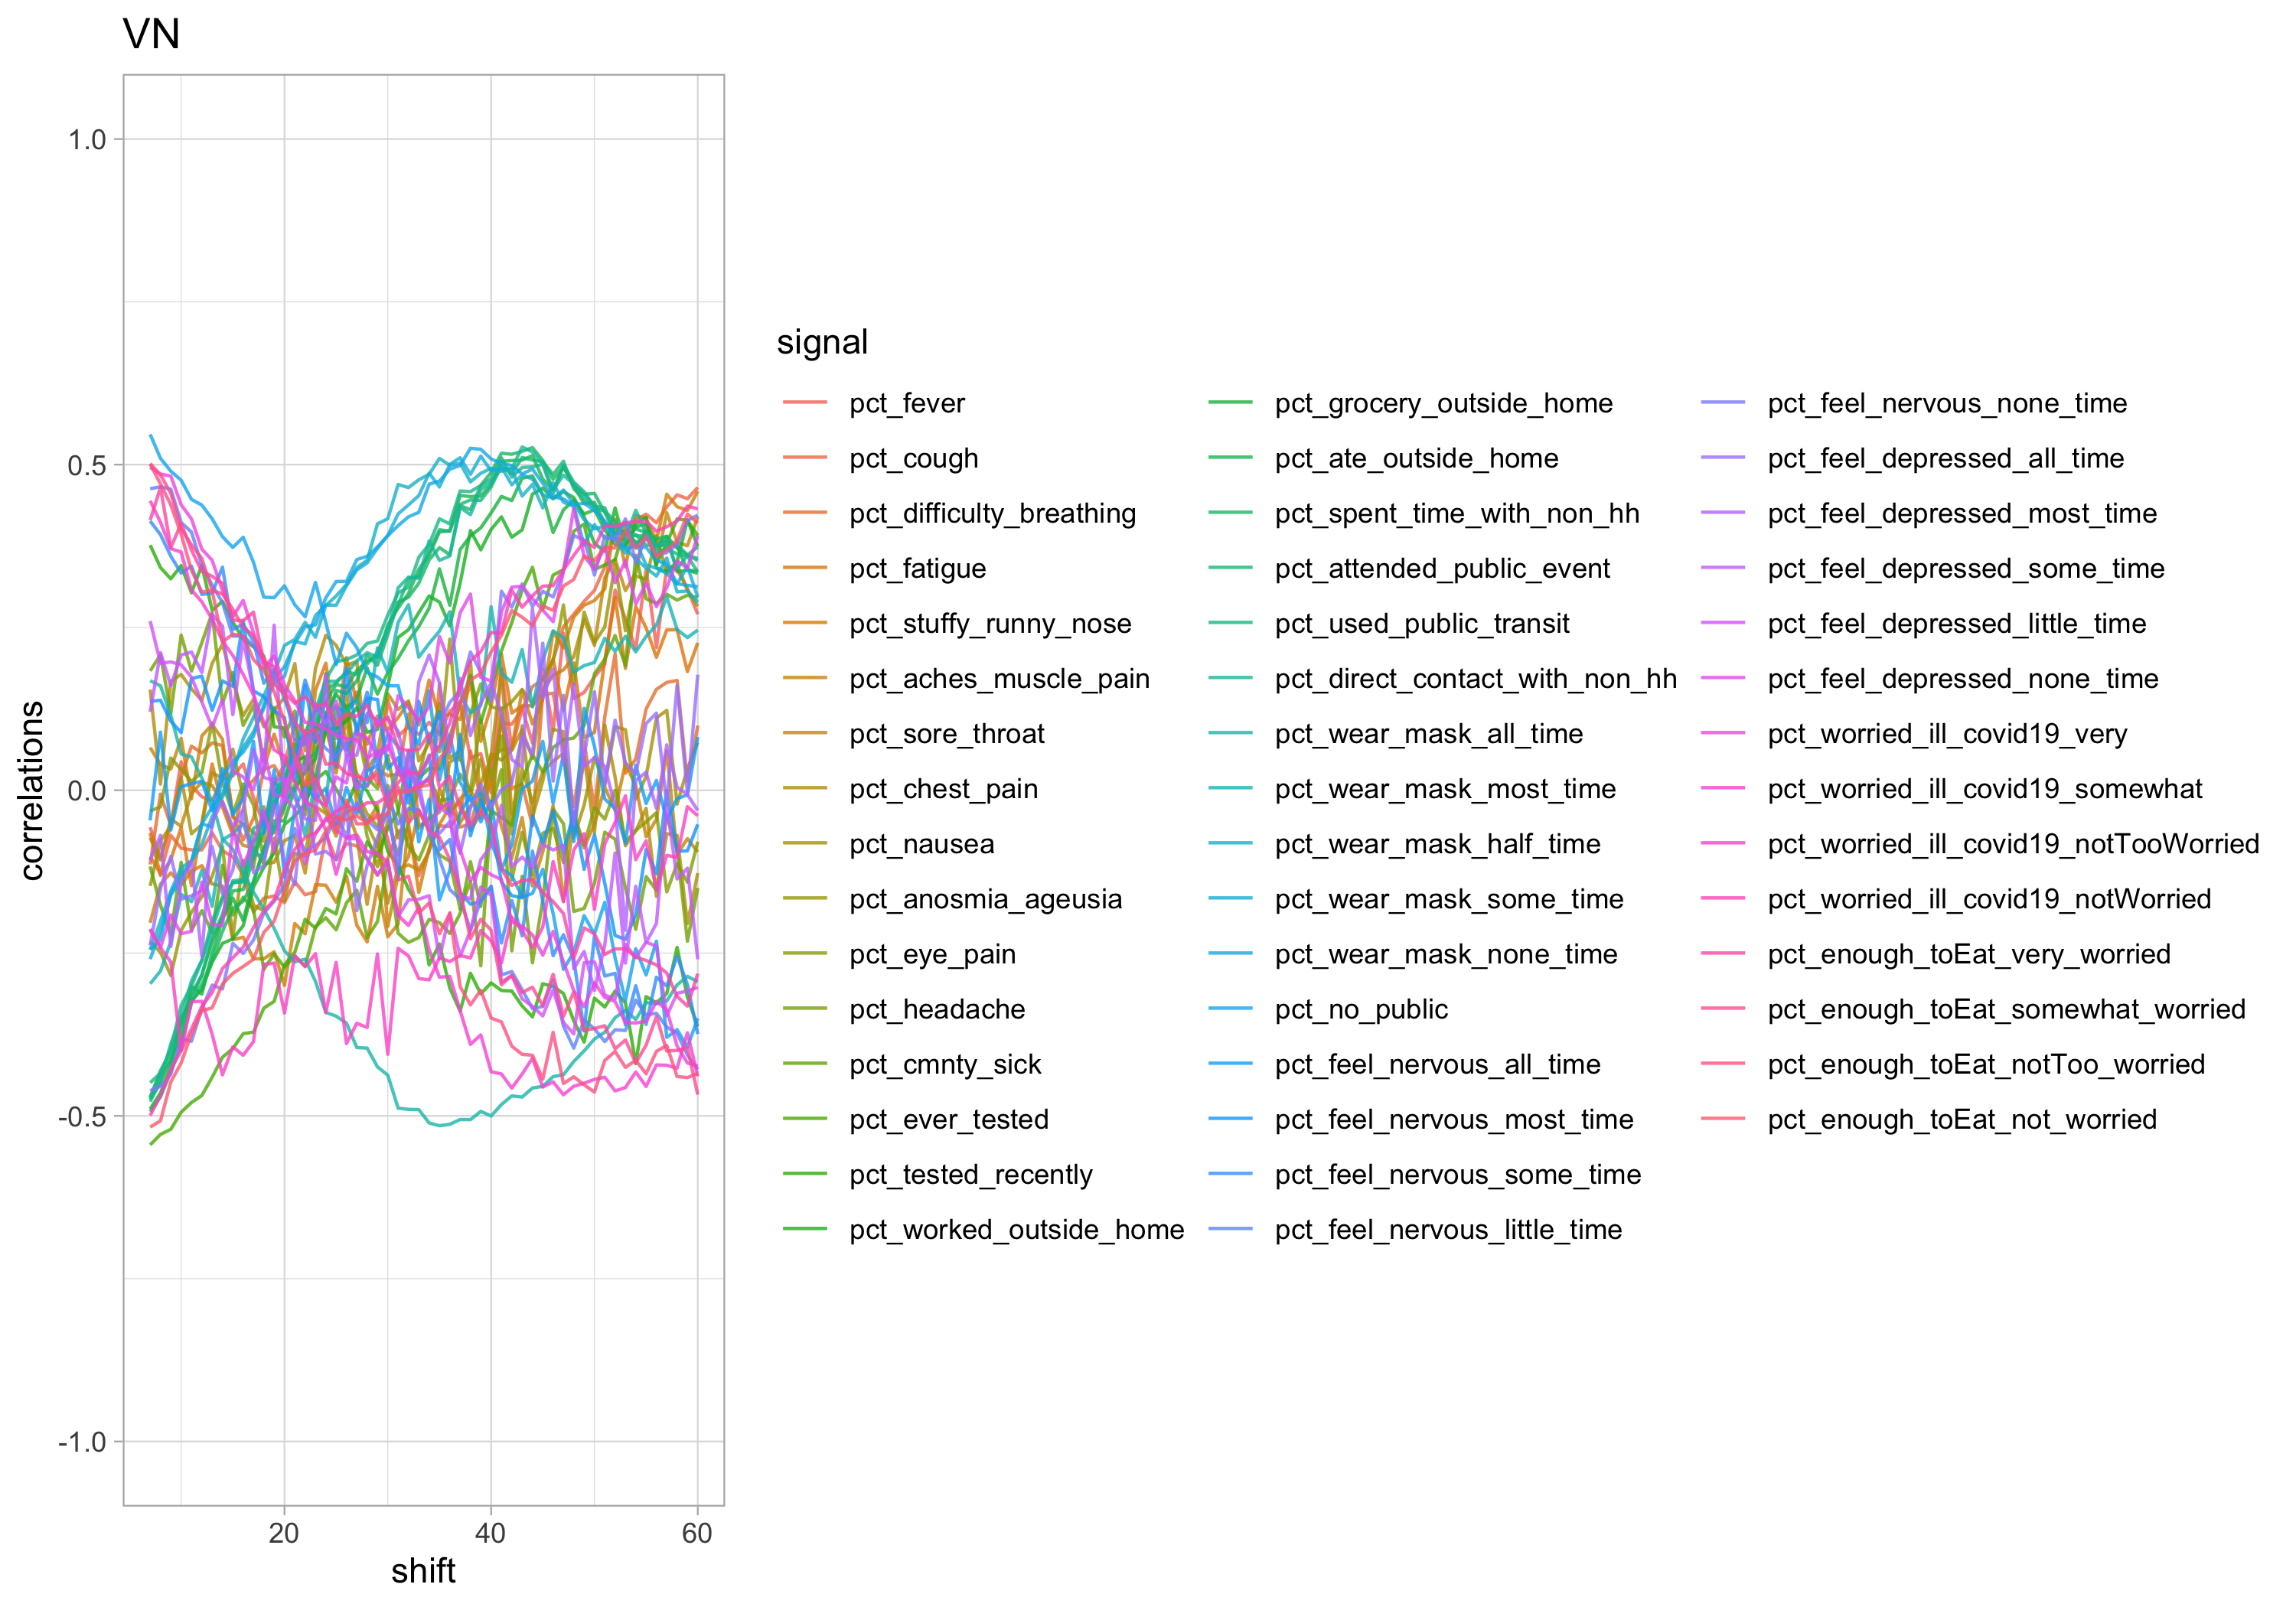 VN
correlations
1.0
0.5
0.0
-0.5
-1.0
20
40
60
shift
signal
pct_fever
pct_cough
pct_difficulty_breathing
pct_fatigue
pct_stuffy_runny_nose
pct_aches_muscle_pain
pct_sore_throat
pct_chest_pain
pct_nausea
pct_anosmia_ageusia
pct_eye_pain
pct_headache
pct_cmnty_sick
pct_ever_tested
pct_tested_recently
pct_worked_outside_home
pct_grocery_outside_home
pct_ate_outside_home
pct_spent_time_with_non_hh
pct_attended_public_event
pct_used_public_transit
pct_direct_contact_with_non_hh
pct_wear_mask_all_time
pct_wear_mask_most_time
pct_wear_mask_half_time
pct_wear_mask_some_time
pct_wear_mask_none_time
pct_no_public
pct_feel_nervous_all_time
pct_feel_nervous_most_time
pct_feel_nervous_some_time
pct_feel_nervous_little_time
pct_feel_nervous_none_time
pct_feel_depressed_all_time
pct_feel_depressed_most_time
pct_feel_depressed_some_time
pct_feel_depressed_little_time
pct_feel_depressed_none_time
pct_worried_ill_covid19_very
pct_worried_ill_covid19_somewhat
pct_worried_ill_covid19_notTooWorried
pct_worried_ill_covid19_notWorried
pct_enough_toEat_very_worried
pct_enough_toEat_somewhat_worried
pct_enough_toEat_notToo_worried
pct_enough_toEat_not_worried